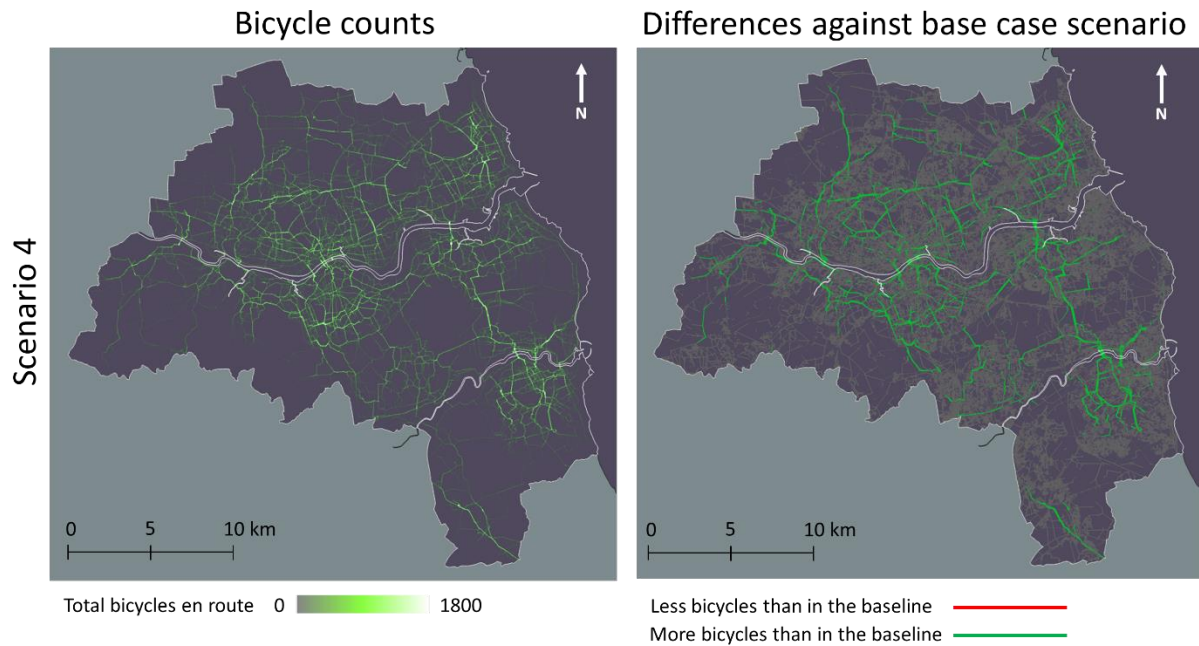 Bicycle counts
Differences against base case scenario
Scenario 4
N
N
0 5 10 km
0 5 10 km
Total bicycles en route 0 1800
Less bicycles than in the baseline
More bicycles than in the baseline